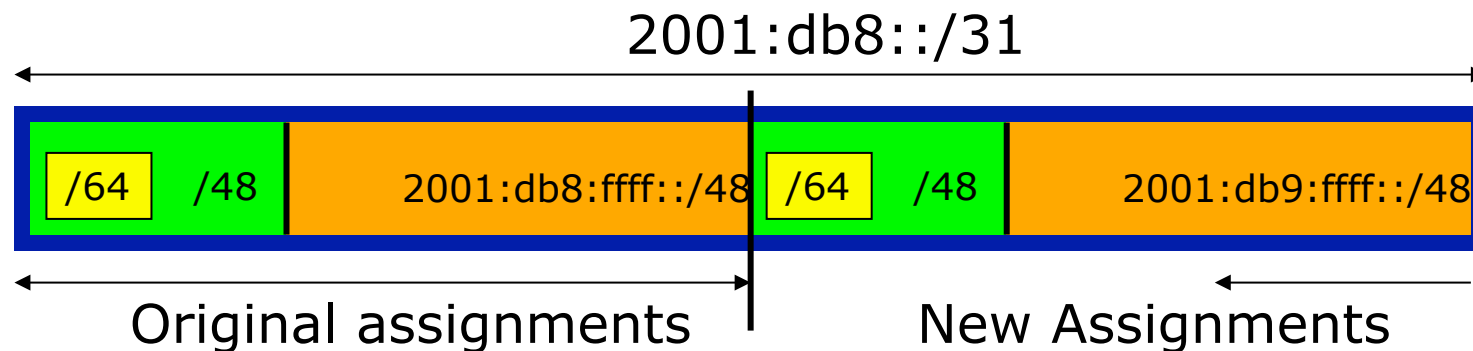 2001:db8::/31
/64 /48 2001:db8:ffff::/48 /64 /48 2001:db9:ffff::/48
Original assignments New Assignments